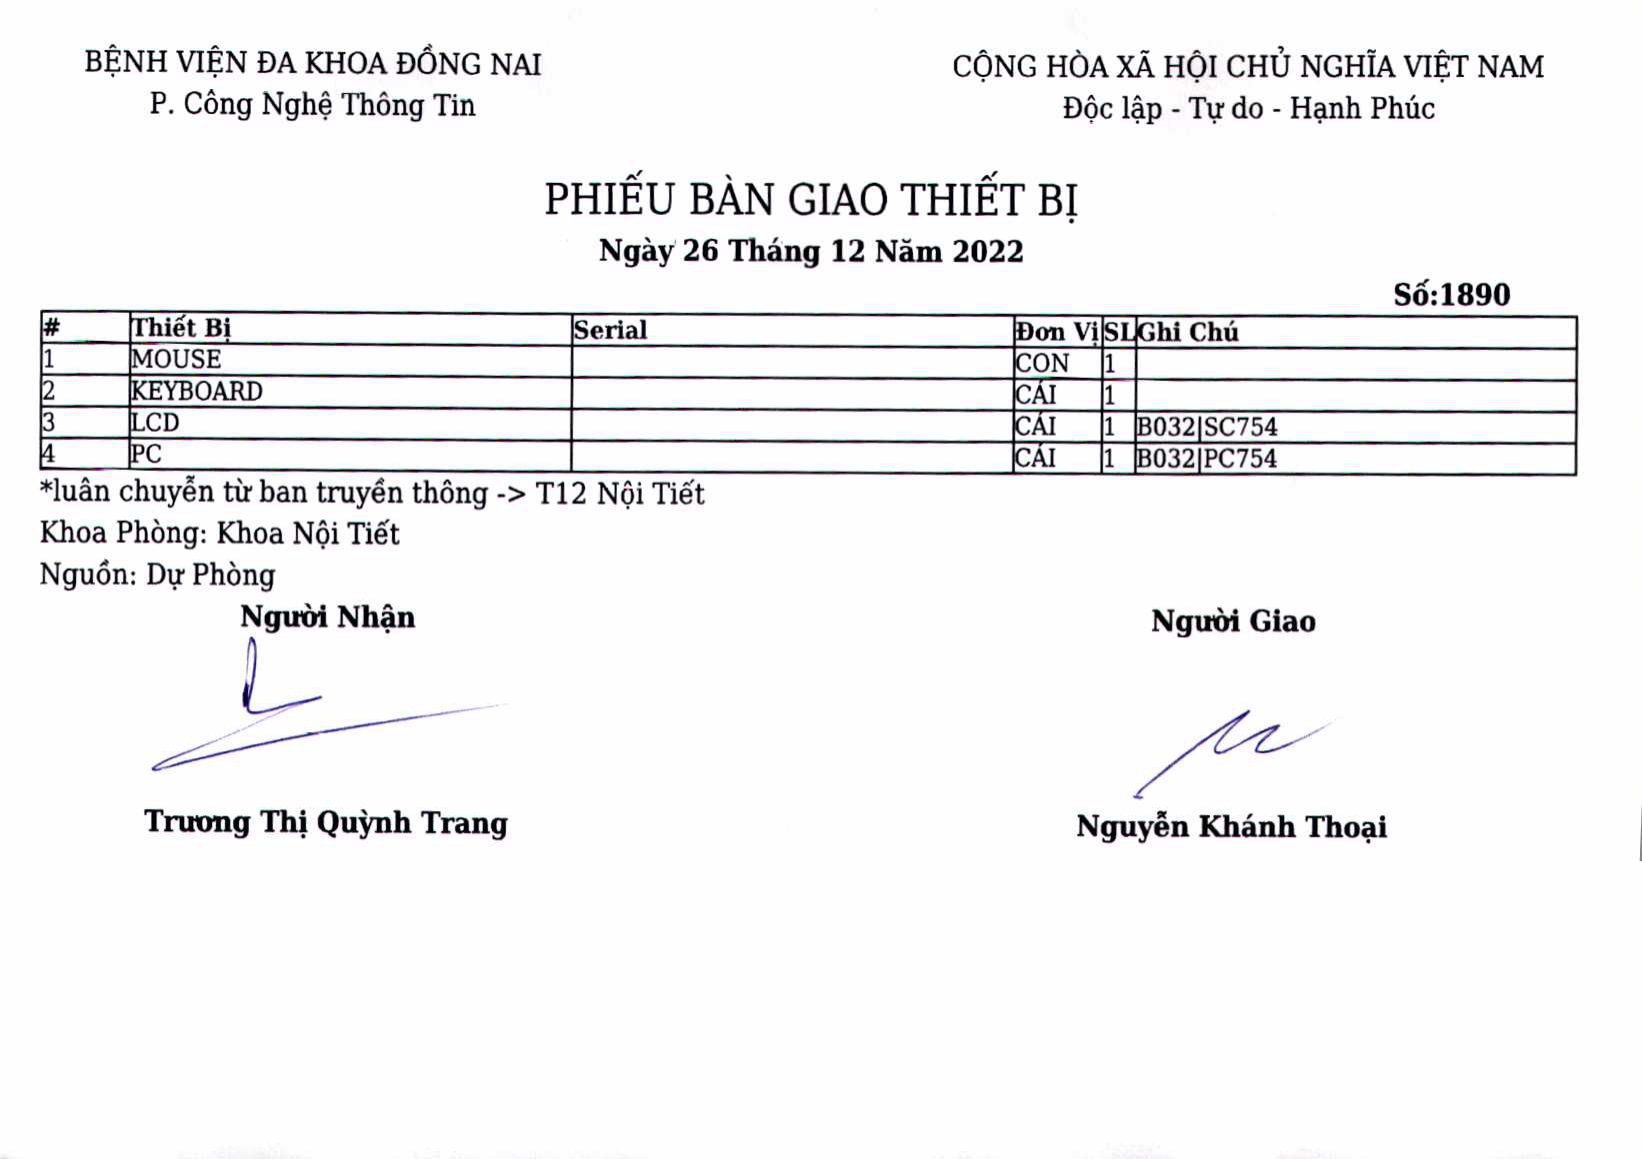 BỆNH VIỆN ĐA KHOA ĐỒNG NAI
P. Công Nghệ Thông Tin
CỘNG HÒA XÃ HỘI CHỦ NGHĨA VIỆT NAM
Độc lập - Tự do - Hạnh Phúc
PHIẾU BÀN GIAO THIẾT BỊ
Ngày 26 Tháng 12 Năm 2022
Số:1890
# Thiết Bị Serial Đơn Vị SL Ghi Chú
1 MOUSE CON 1
2 KEYBOARD CÁI 1
3 LCD CÁI 1 B032|SC754
4 PC CÁI 1 B032|PC754
*luân chuyển từ ban truyền thông -> T12 Nội Tiết
Khoa Phòng: Khoa Nội Tiết
Nguồn: Dự Phòng
Người Nhận Người Giao
Trương Thị Quỳnh Trang Nguyễn Khánh Thoại